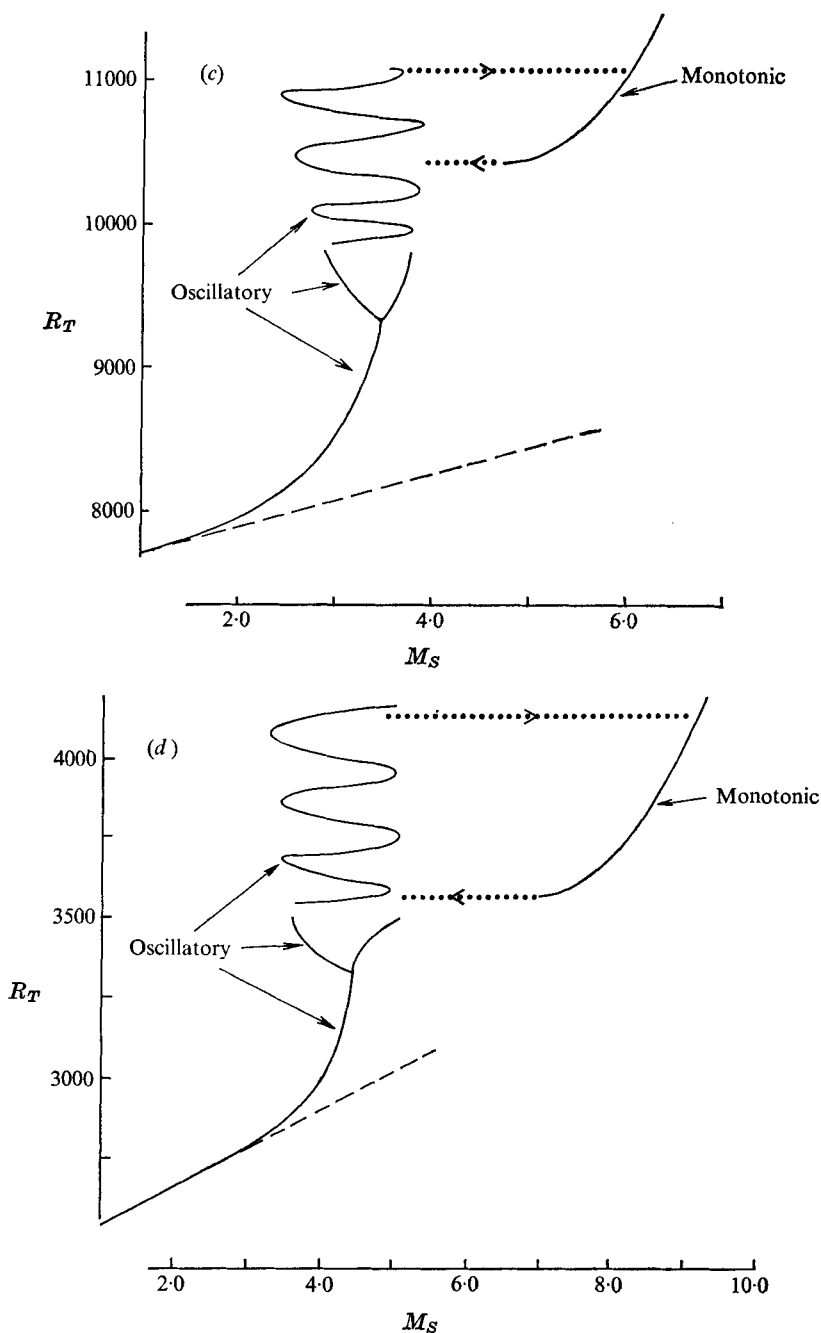 (c)
11000
Monotonic
10000
Oscillatory
R_T
9000
8000
2·0 4·0 6·0
M_S
(d)
4000
Monotonic
3500
Oscillatory
R_T
3000
2·0 4·0 6·0 8·0 10·0
M_S